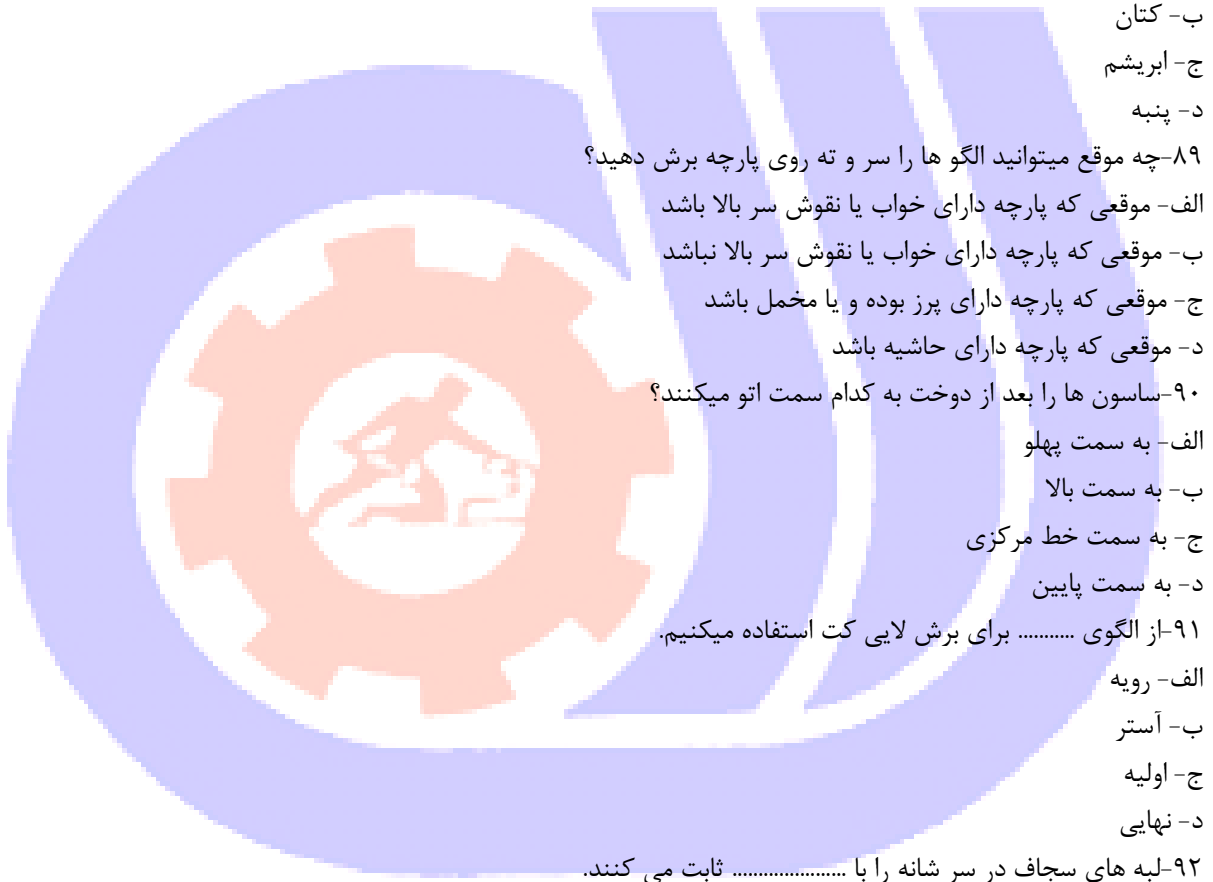 ب- کتان
ج- ابریشم
د- پنبه
۸۹-چه موقع میتوانید الگو ها را سر و ته روی پارچه برش دهید؟
الف- موقعی که پارچه دارای خواب یا نقوش سر بالا باشد
ب- موقعی که پارچه دارای خواب یا نقوش سر بالا نباشد
ج- موقعی که پارچه دارای پرز بوده و یا مخمل باشد
د- موقعی که پارچه دارای حاشیه باشد
۹۰-ساسون ها را بعد از دوخت به کدام سمت اتو میکنند؟
الف- به سمت پهلو
ب- به سمت بالا
ج- به سمت خط مرکزی
د- به سمت پایین
۹۱-از الگوی ........... برای برش لایی کت استفاده میکنیم.
الف- رویه
ب- آستر
ج- اولیه
د- نهایی
۹۲-لبه های سجاف در سر شانه را با ...................... ثابت می کنند.